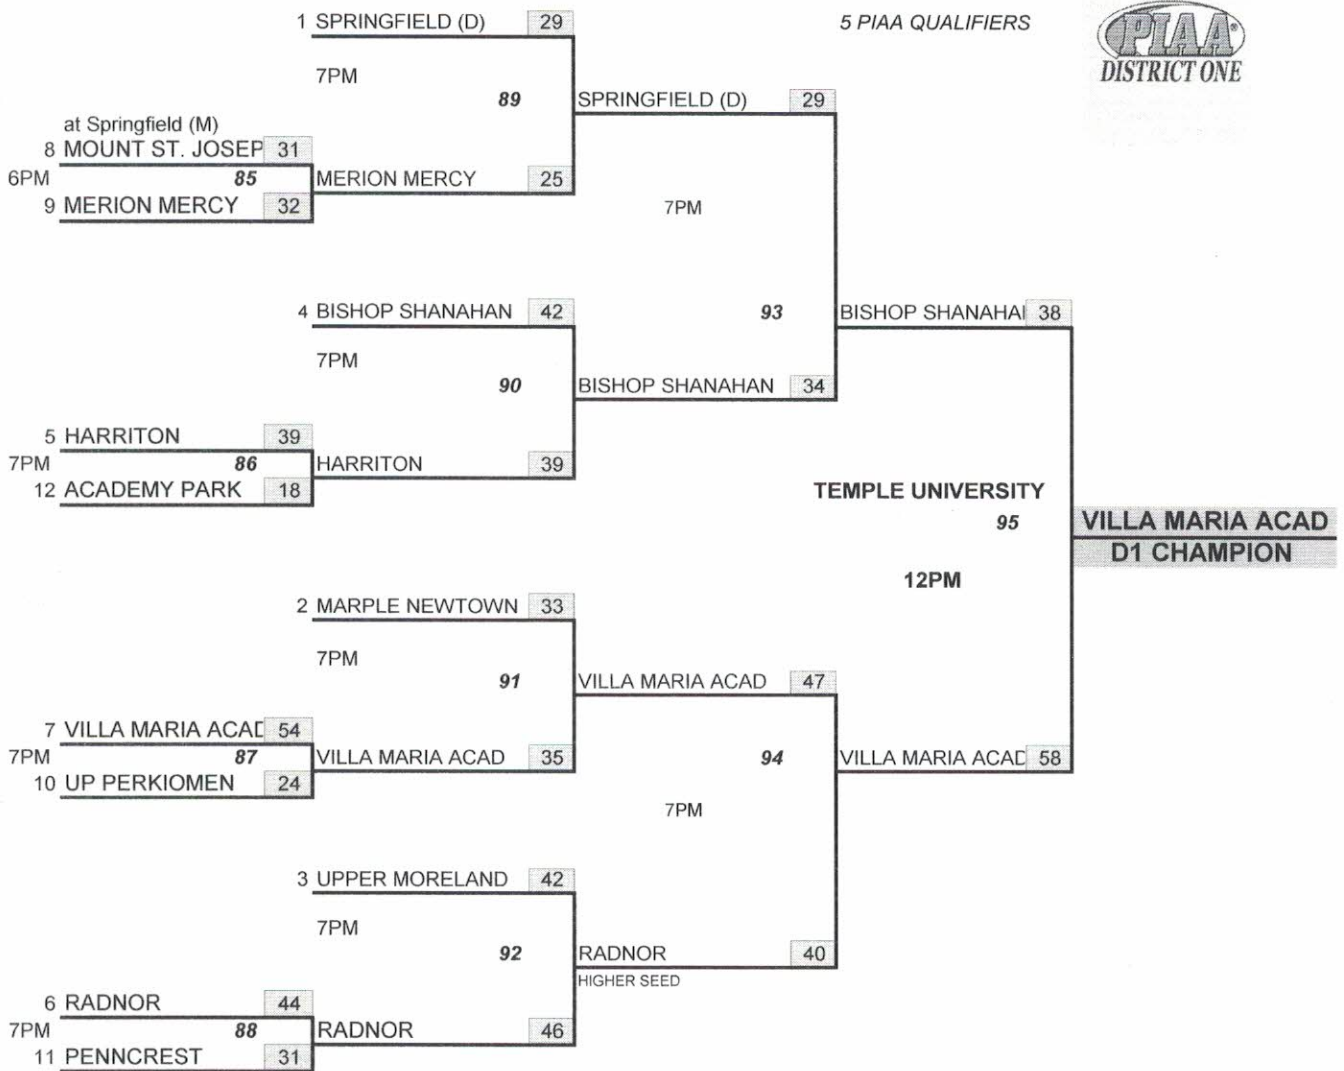 5 PIAA QUALIFIERS
PIAA
DISTRICT ONE
1 SPRINGFIELD (D) 29
7PM
89
SPRINGFIELD (D) 29
at Springfield (M)
8 MOUNT ST. JOSEP 31
6PM
85
MERION MERCY 25
9 MERION MERCY 32
7PM
4 BISHOP SHANAHAN 42
93
BISHOP SHANAHA 38
7PM
90
BISHOP SHANAHAN 34
5 HARRITON 39
7PM
86
HARRITON 39
12 ACADEMY PARK 18
TEMPLE UNIVERSITY
95
VILLA MARIA ACAD
D1 CHAMPION
12PM
2 MARPLE NEWTOWN 33
7PM
91
VILLA MARIA ACAD 47
7 VILLA MARIA ACAD 54
7PM
87
VILLA MARIA ACAD 35
94
VILLA MARIA ACAD 58
10 UP PERKIOMEN 24
7PM
3 UPPER MORELAND 42
7PM
92
RADNOR 40
HIGHER SEED
6 RADNOR 44
7PM
88
RADNOR 46
11 PENNCREST 31